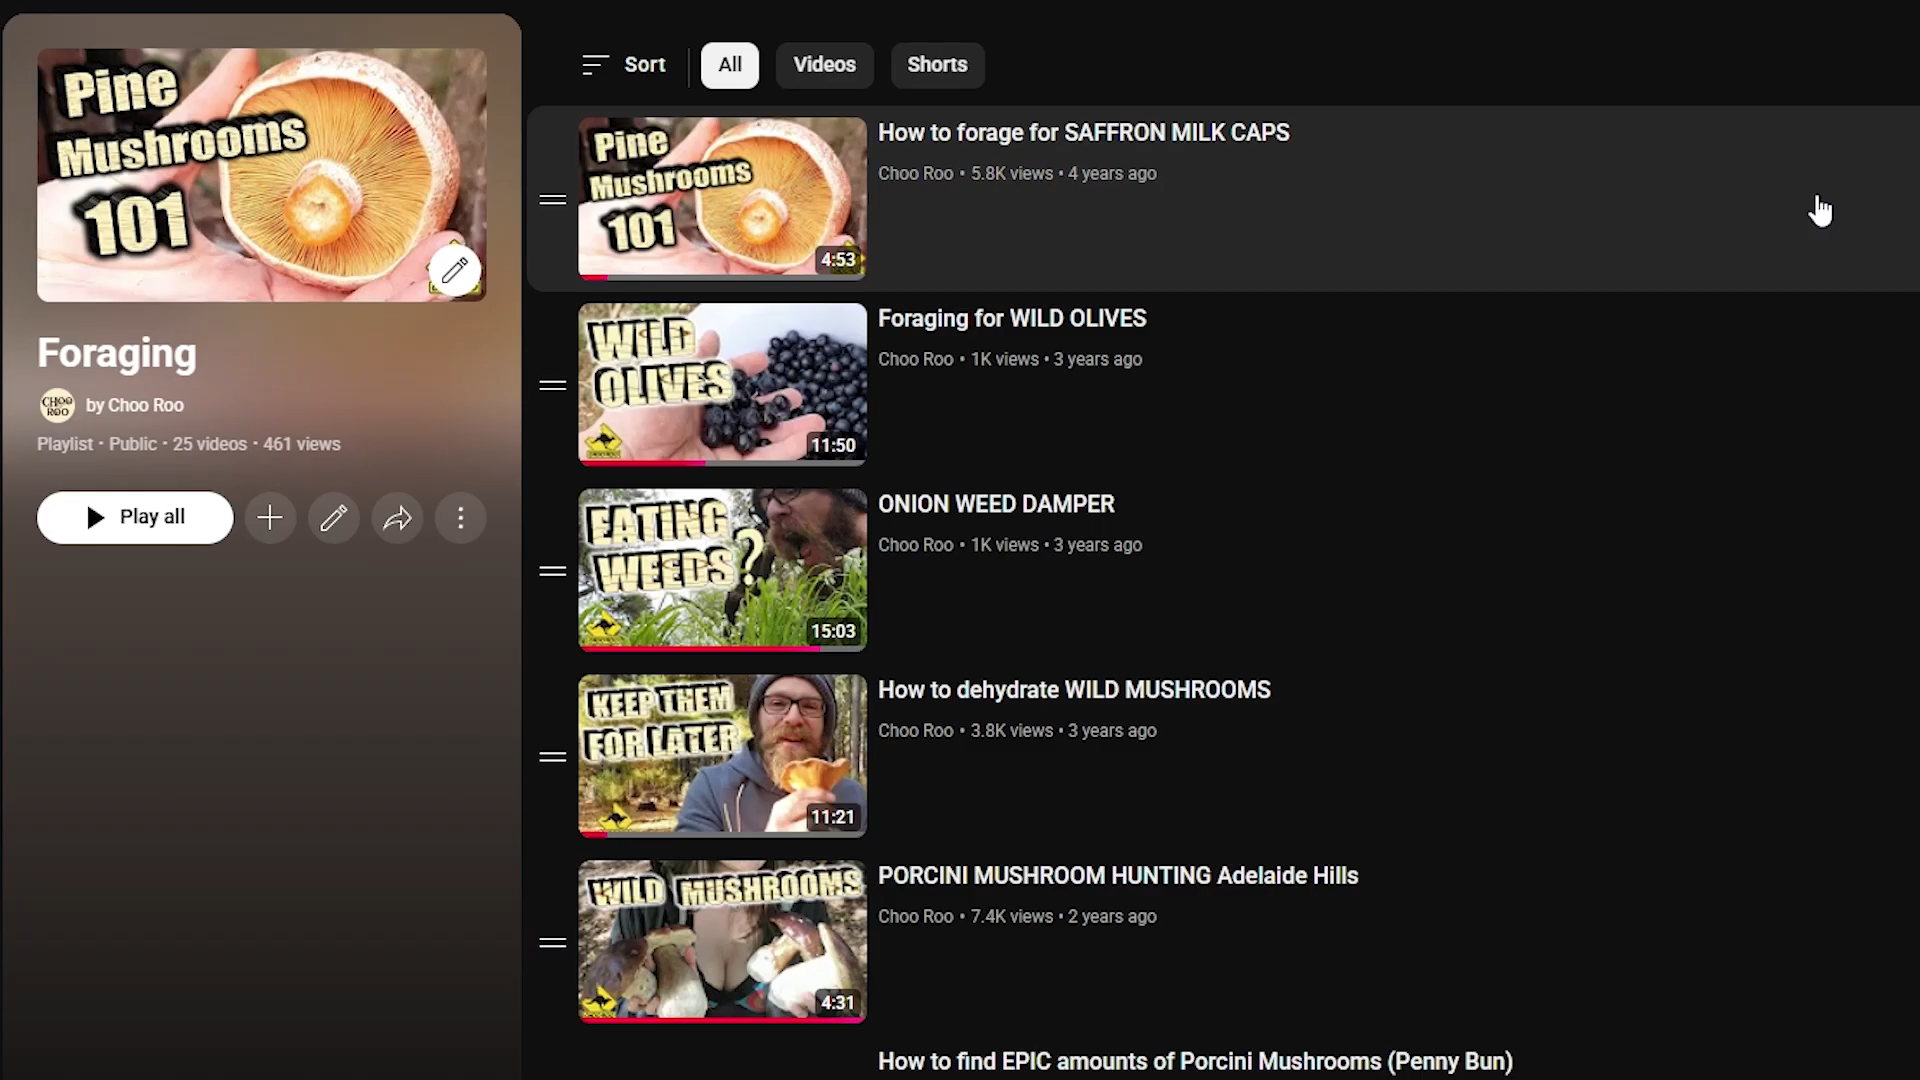 Pine
Mushrooms
101
Foraging
CHOO
ROO
by Choo Roo
Playlist • Public • 25 videos • 461 views
Play all
Sort
All
Videos
Shorts
Pine
Mushrooms
101
4:53
How to forage for SAFFRON MILK CAPS
Choo Roo • 5.8K views • 4 years ago
WILD
OLIVES
11:50
Foraging for WILD OLIVES
Choo Roo • 1K views • 3 years ago
EATING
WEEDS?
15:03
ONION WEED DAMPER
Choo Roo • 1K views • 3 years ago
KEEP THEM
FOR LATER
11:21
How to dehydrate WILD MUSHROOMS
Choo Roo • 3.8K views • 3 years ago
WILD MUSHROOMS
4:31
PORCINI MUSHROOM HUNTING Adelaide Hills
Choo Roo • 7.4K views • 2 years ago
How to find EPIC amounts of Porcini Mushrooms (Penny Bun)